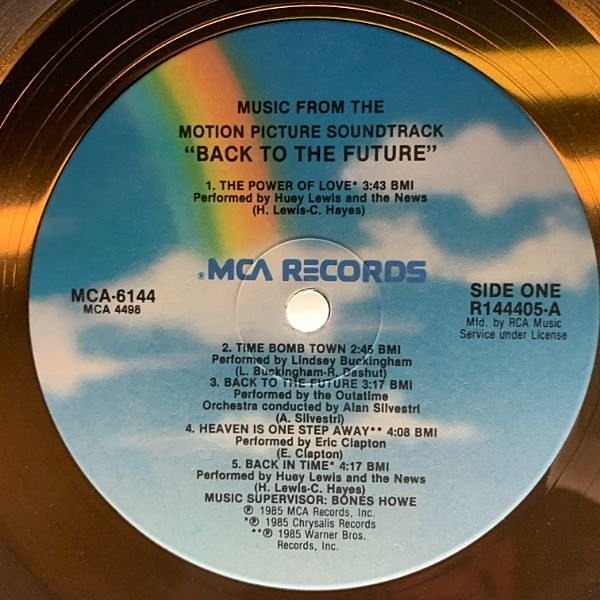 MUSIC FROM THE
MOTION PICTURE SOUNDTRACK
"BACK TO THE FUTURE"
1. THE POWER OF LOVE* 3:43 BMI
Performed by Huey Lewis and the News
(H. Lewis-C. Hayes)
®MCA RECORDS
MCA-6144
MCA 4498
SIDE ONE
R144405-A
Mfd. by RCA Music
Service under License
2. TIME BOMB TOWN 2:45 BMI
Performed by Lindsey Buckingham
(L. Buckingham-R. Dashut)
3. BACK TO THE FUTURE 3:17 BMI
Performed by the Outatime
Orchestra conducted by Alan Silvestri
(A. Silvestri)
4. HEAVEN IS ONE STEP AWAY** 4:08 BMI
Performed by Eric Clapton
(E. Clapton)
5. BACK IN TIME* 4:17 BMI
Performed by Huey Lewis and the News
(H. Lewis-C. Hayes)
MUSIC SUPERVISOR: BONES HOWE
℗ 1985 MCA Records, Inc.
*℗ 1985 Chrysalis Records
**℗ 1985 Warner Bros.
Records, Inc.